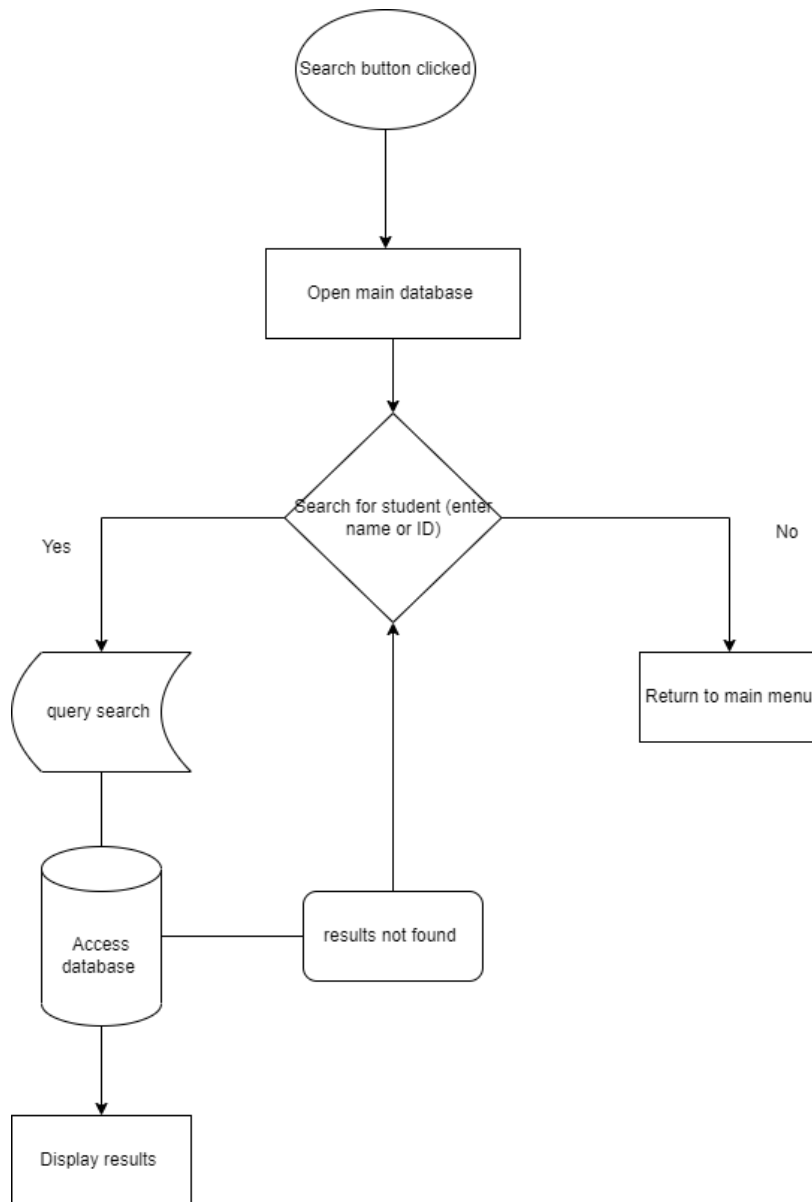 Search button clicked
Open main database
Search for student (enter
name or ID)
Yes
No
query search
Return to main menu
Access
database
results not found
Display results